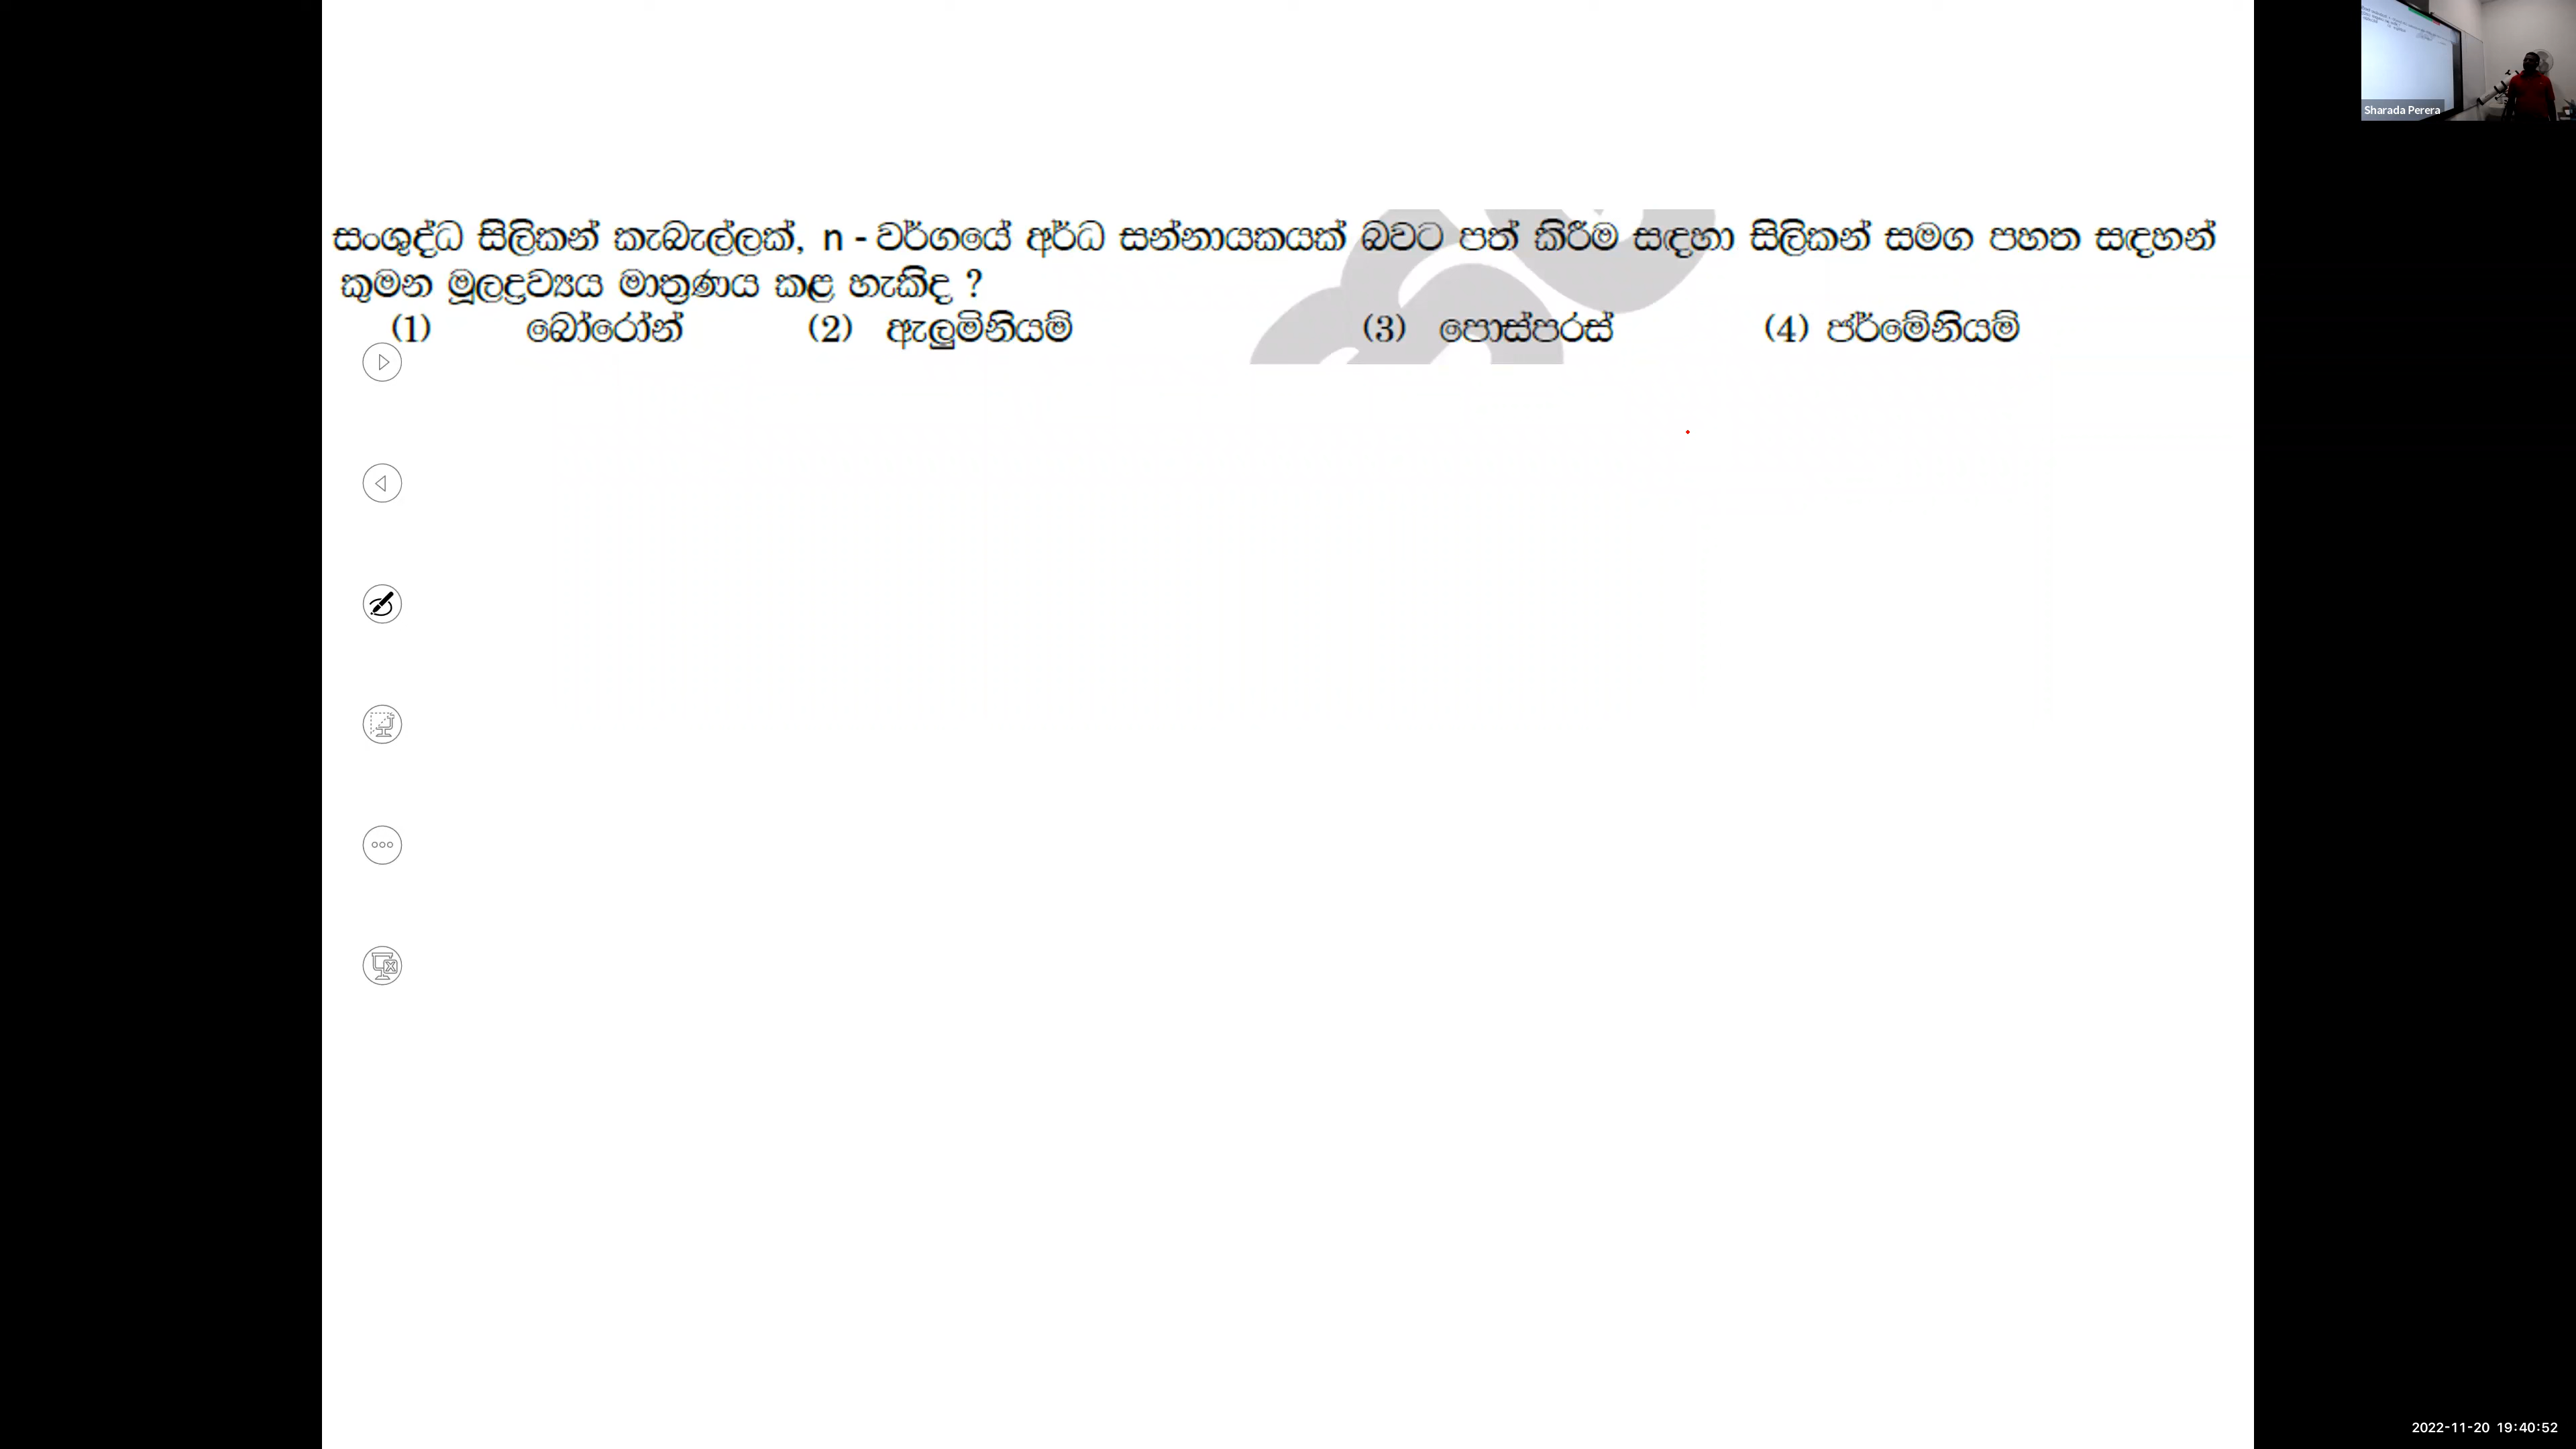 Sharada Perera
සංශුද්ධ සිලිකන් කැබැල්ලක්, n - වර්ගයේ අර්ධ සන්නායකයක් බවට පත් කිරීම සඳහා සිලිකන් සමග පහත සඳහන්
කුමන මූලද්‍රව්‍යය මාත්‍රණය කළ හැකිද ?
(1) බෝරෝන් (2) ඇලුමිනියම් (3) පොස්පරස් (4) ජර්මේනියම්
2022-11-20 19:40:52